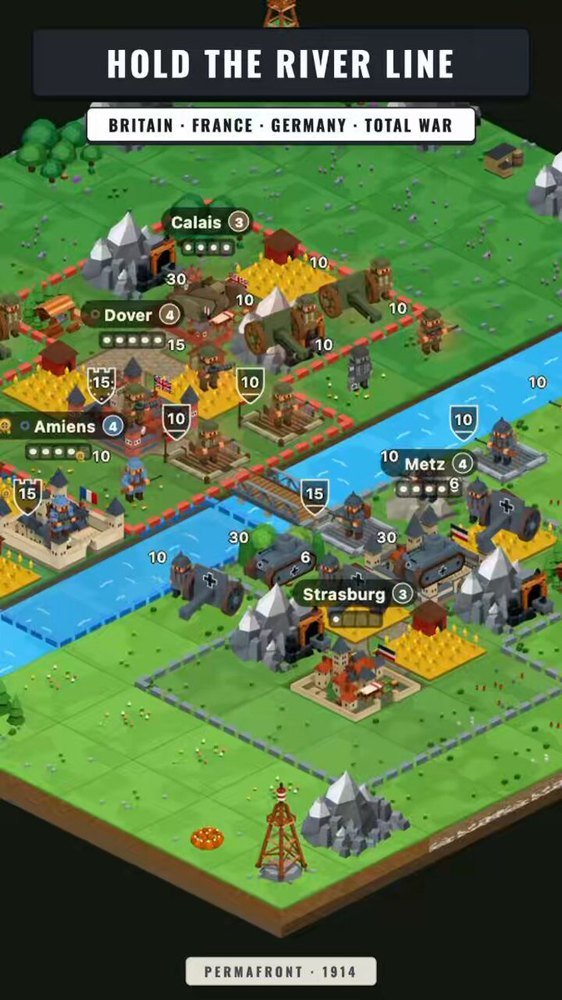 HOLD THE RIVER LINE
BRITAIN · FRANCE · GERMANY · TOTAL WAR
Calais 3
10
30
10
Dover 4
10
15
10
10
15
10
10
10
Amiens 4
10
10
Metz 4
6
15
15
30
30
10
6
Strasburg 3
PERMAFRONT · 1914